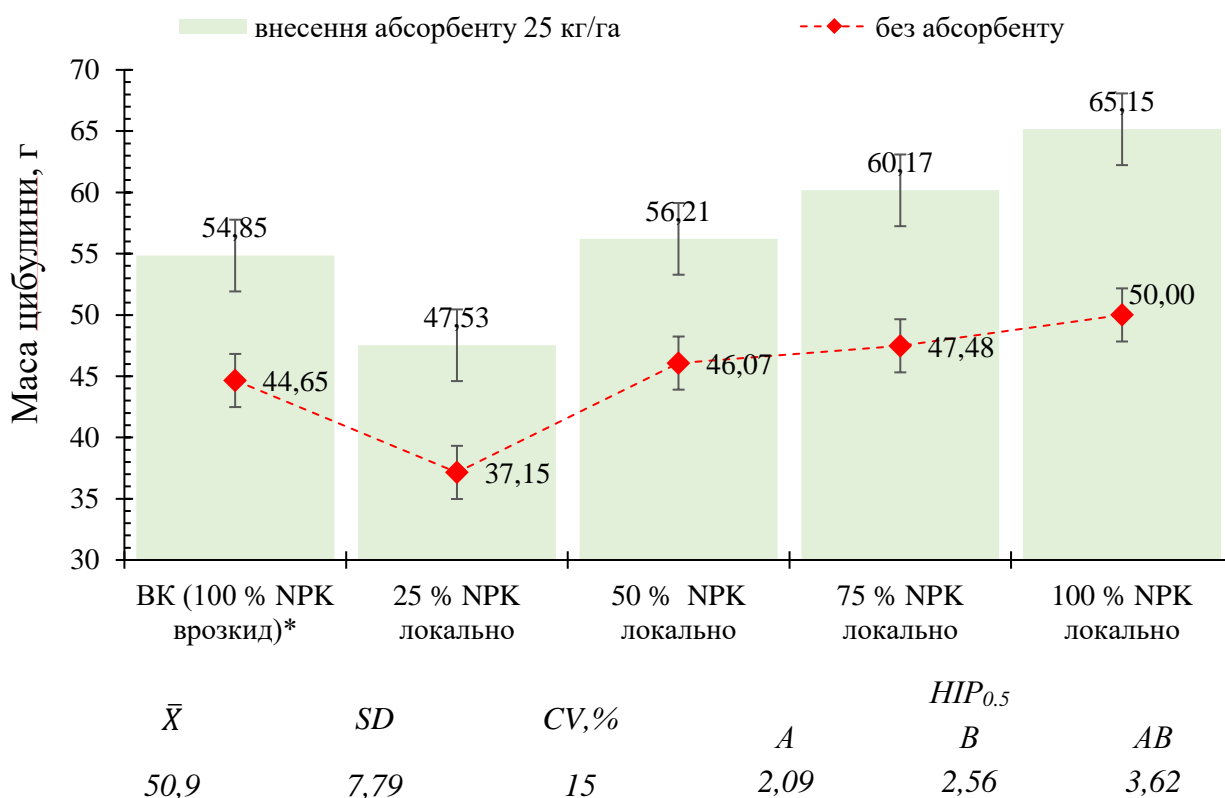 внесення абсорбенту 25 кг/га
без абсорбенту
Маса цибулини, г
70
65
60
55
50
45
40
35
30
54,85
47,53
56,21
60,17
65,15
44,65
37,15
46,07
47,48
50,00
ВК (100 % NPK
врозкид)*
25 % NPK
локально
50 % NPK
локально
75 % NPK
локально
100 % NPK
локально
X̄ SD CV,% НІР0.5
A B AB
50,9 7,79 15 2,09 2,56 3,62